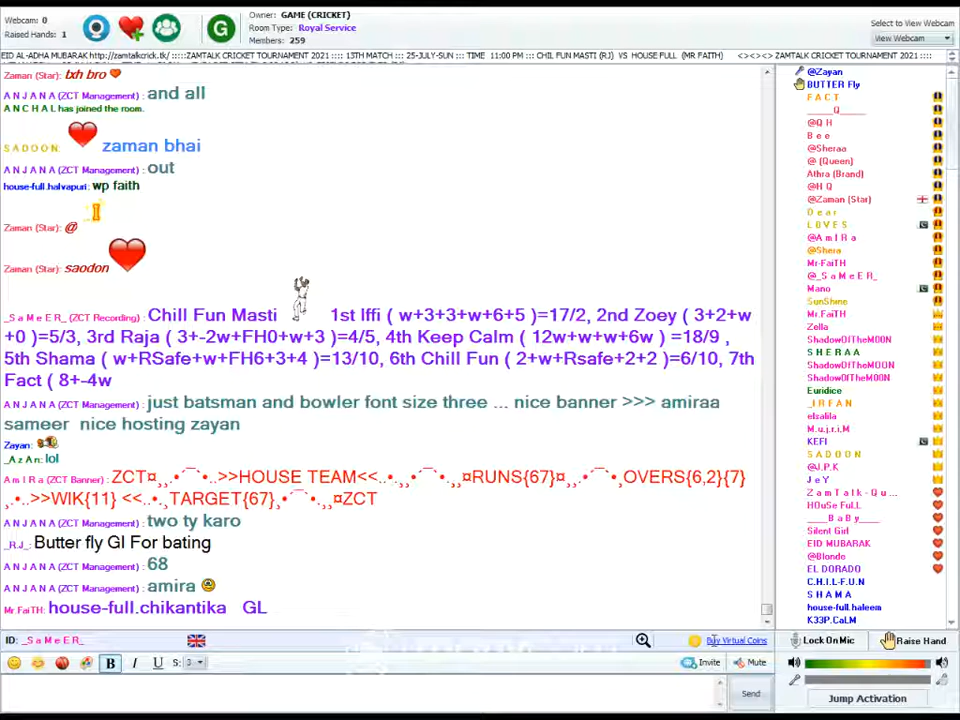 Webcam: 0
Raised Hands: 1
G
Owner: GAME (CRICKET)
Room Type: Royal Service
Members: 259
Select to View Webcam
View Webcam
EID AL-ADHA MUBARAK http://zamtalkcrick.tk/ :::::ZAMTALK CRICKET TOURNAMENT 2021 :::: 13TH MATCH ::: 25-JULY-SUN ::: TIME 11:00 PM ::: CHIL FUN MASTI (RJ) VS HOUSE FULL (MR FAITH) <><><> ZAMTALK CRICKET TOURNAMENT 2021 ::::
Zaman (Star): txh bro
A N J A N A (ZCT Management) : and all
A N C H A L has joined the room.
S A D O O N: zaman bhai
A N J A N A (ZCT Management) : out
house-full.halvapuri: wp faith
Zaman (Star): @
Zaman (Star): saodon
_S a M e E R_ (ZCT Recording) : Chill Fun Masti 1st Iffi ( w+3+3+w+6+5 )=17/2, 2nd Zoey ( 3+2+w
+0 )=5/3, 3rd Raja ( 3+-2w+FH0+w+3 )=4/5, 4th Keep Calm ( 12w+w+w+6w ) =18/9 ,
5th Shama ( w+RSafe+w+FH6+3+4 )=13/10, 6th Chill Fun ( 2+w+Rsafe+2+2 )=6/10, 7th
Fact ( 8+-4w
A N J A N A (ZCT Management) : just batsman and bowler font size three ... nice banner >>> amiraa
sameer nice hosting zayan
Zayan:
_A z A n: lol
A m I R a (ZCT Banner) : ZCT¤¸¸.•´¯`•..>>HOUSE TEAM<<..•.¸¸•´¯`•.¸¸¤RUNS{67}¤¸¸.•´¯`•.¸OVERS{6,2}{7}
¸.•..>>WIK{11} <<..•.¸TARGET{67}¸•´¯`•.¸¸¤ZCT
A N J A N A (ZCT Management) : two ty karo
_R.J_: Butter fly Gl For bating
A N J A N A (ZCT Management) : 68
A N J A N A (ZCT Management) : amira
Mr.FaiTH: house-full.chikantika GL
ID: _S a M e E R_
Buy Virtual Coins
B I U S: 3
Invite
Mute
Send
@Zayan
BUTTER Fly
F A C T
_____Q_____
@Q H
B e e
@Sheraa
@ (Queen)
Athra (Brand)
@H Q
@Zaman (Star)
D e a r
L O V E S
@A m I R a
@Shera
Mr-FaiTH
@_S a M e E R_
Mano
SunShine
Mr.FaiTH
Zella
ShadowOfTheM00N
S H E R A A
ShadowOfTheM00N
ShadowOfTheM00N
Euridice
_I R F A N
elsalila
M.u.j.r.i,M
KEFI
S A D O O N
@J.P.K
J e Y
Z a m T a l k - Q u ...
HOuSe FuLL
____B a B y____
Silent Girl
EID MUBARAK
@Blonde
EL DORADO
C.H.I.L-F.U.N
S H A M A
house-full.haleem
K33P.CaLM
Lock On Mic
Raise Hand
Jump Activation